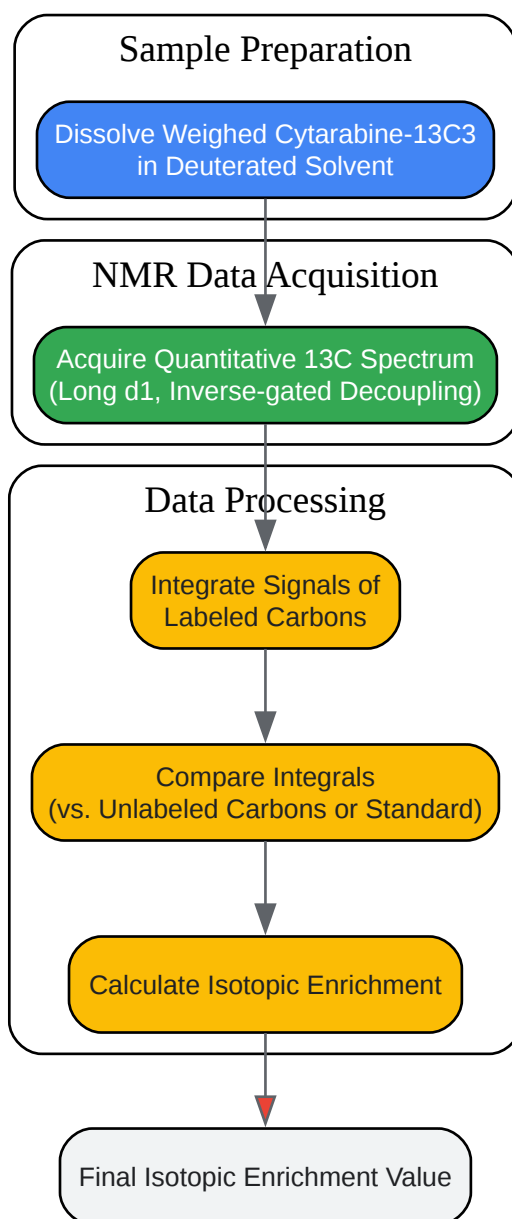 Sample Preparation
Dissolve Weighed Cytarabine-13C3
in Deuterated Solvent
NMR Data Acquisition
Acquire Quantitative 13C Spectrum
(Long d1, Inverse-gated Decoupling)
Data Processing
Integrate Signals of
Labeled Carbons
Compare Integrals
(vs. Unlabeled Carbons or Standard)
Calculate Isotopic Enrichment
Final Isotopic Enrichment Value